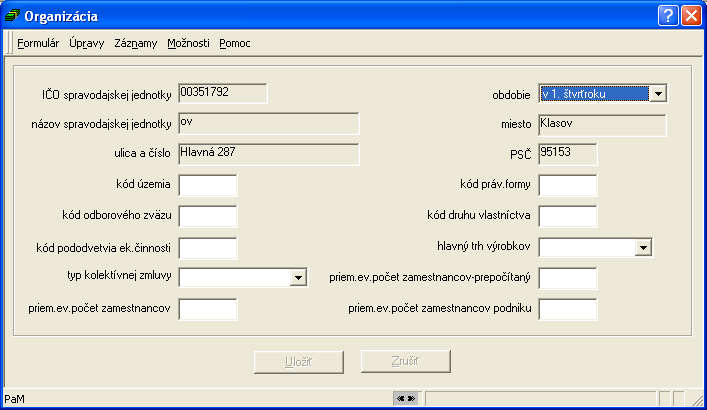 Organizácia
Formulár Úpravy Záznamy Možnosti Pomoc
IČO spravodajskej jednotky 00351792 obdobie v 1. štvrťroku
názov spravodajskej jednotky ov miesto Klasov
ulica a číslo Hlavná 287 PSČ 95153
kód územia kód práv.formy
kód odborového zväzu kód druhu vlastníctva
kód pododvetvia ek.činnosti hlavný trh výrobkov
typ kolektívnej zmluvy priem.ev.počet zamestnancov-prepočítaný
priem.ev.počet zamestnancov priem.ev.počet zamestnancov podniku
Uložiť Zrušiť
PaM